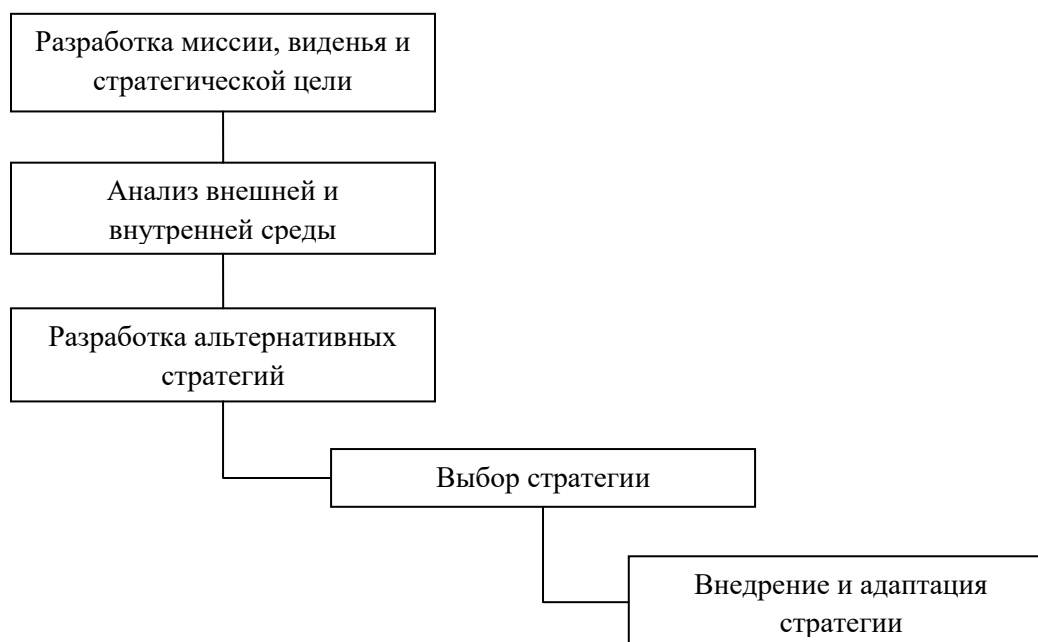 Разработка миссии, виденья и
стратегической цели
Анализ внешней и
внутренней среды
Разработка альтернативных
стратегий
Выбор стратегии
Внедрение и адаптация
стратегии